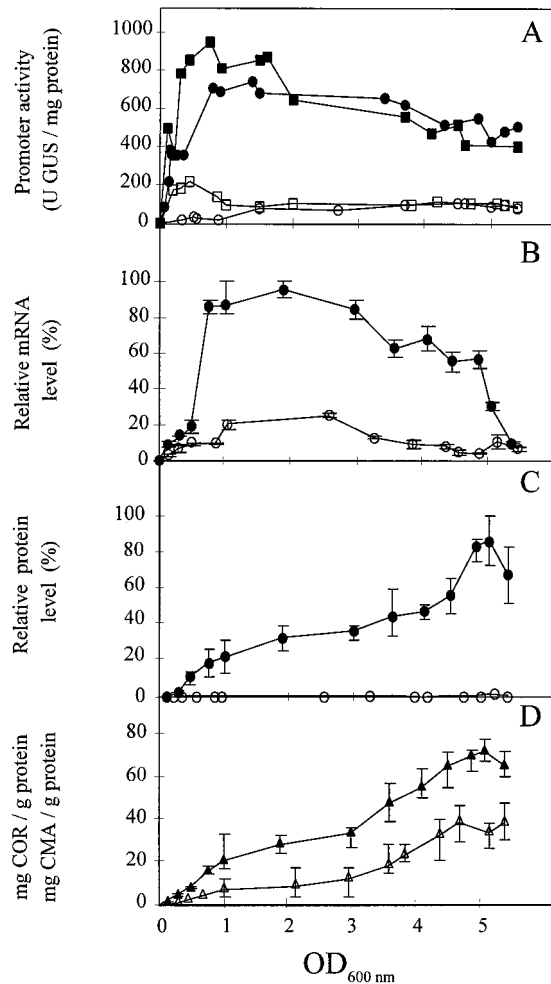 A
1000
800
600
400
200
0
Promoter activity
(U GUS / mg protein)
B
100
80
60
40
20
0
Relative mRNA
level (%)
C
100
80
60
40
20
0
Relative protein
level (%)
D
80
60
40
20
0
mg COR / g protein
mg CMA / g protein
0 1 2 3 4 5
OD600 nm